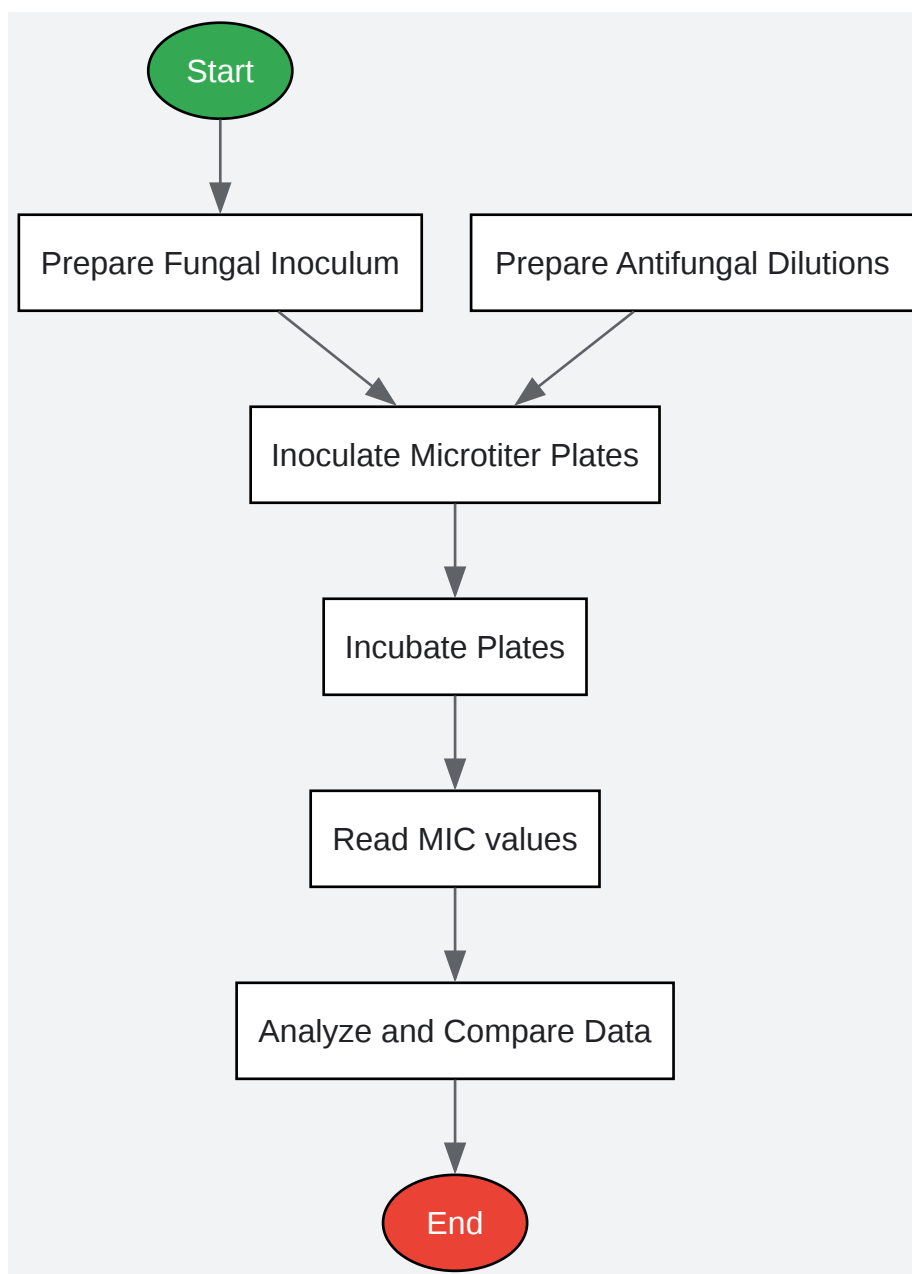 Start
Prepare Fungal Inoculum
Prepare Antifungal Dilutions
Inoculate Microtiter Plates
Incubate Plates
Read MIC values
Analyze and Compare Data
End